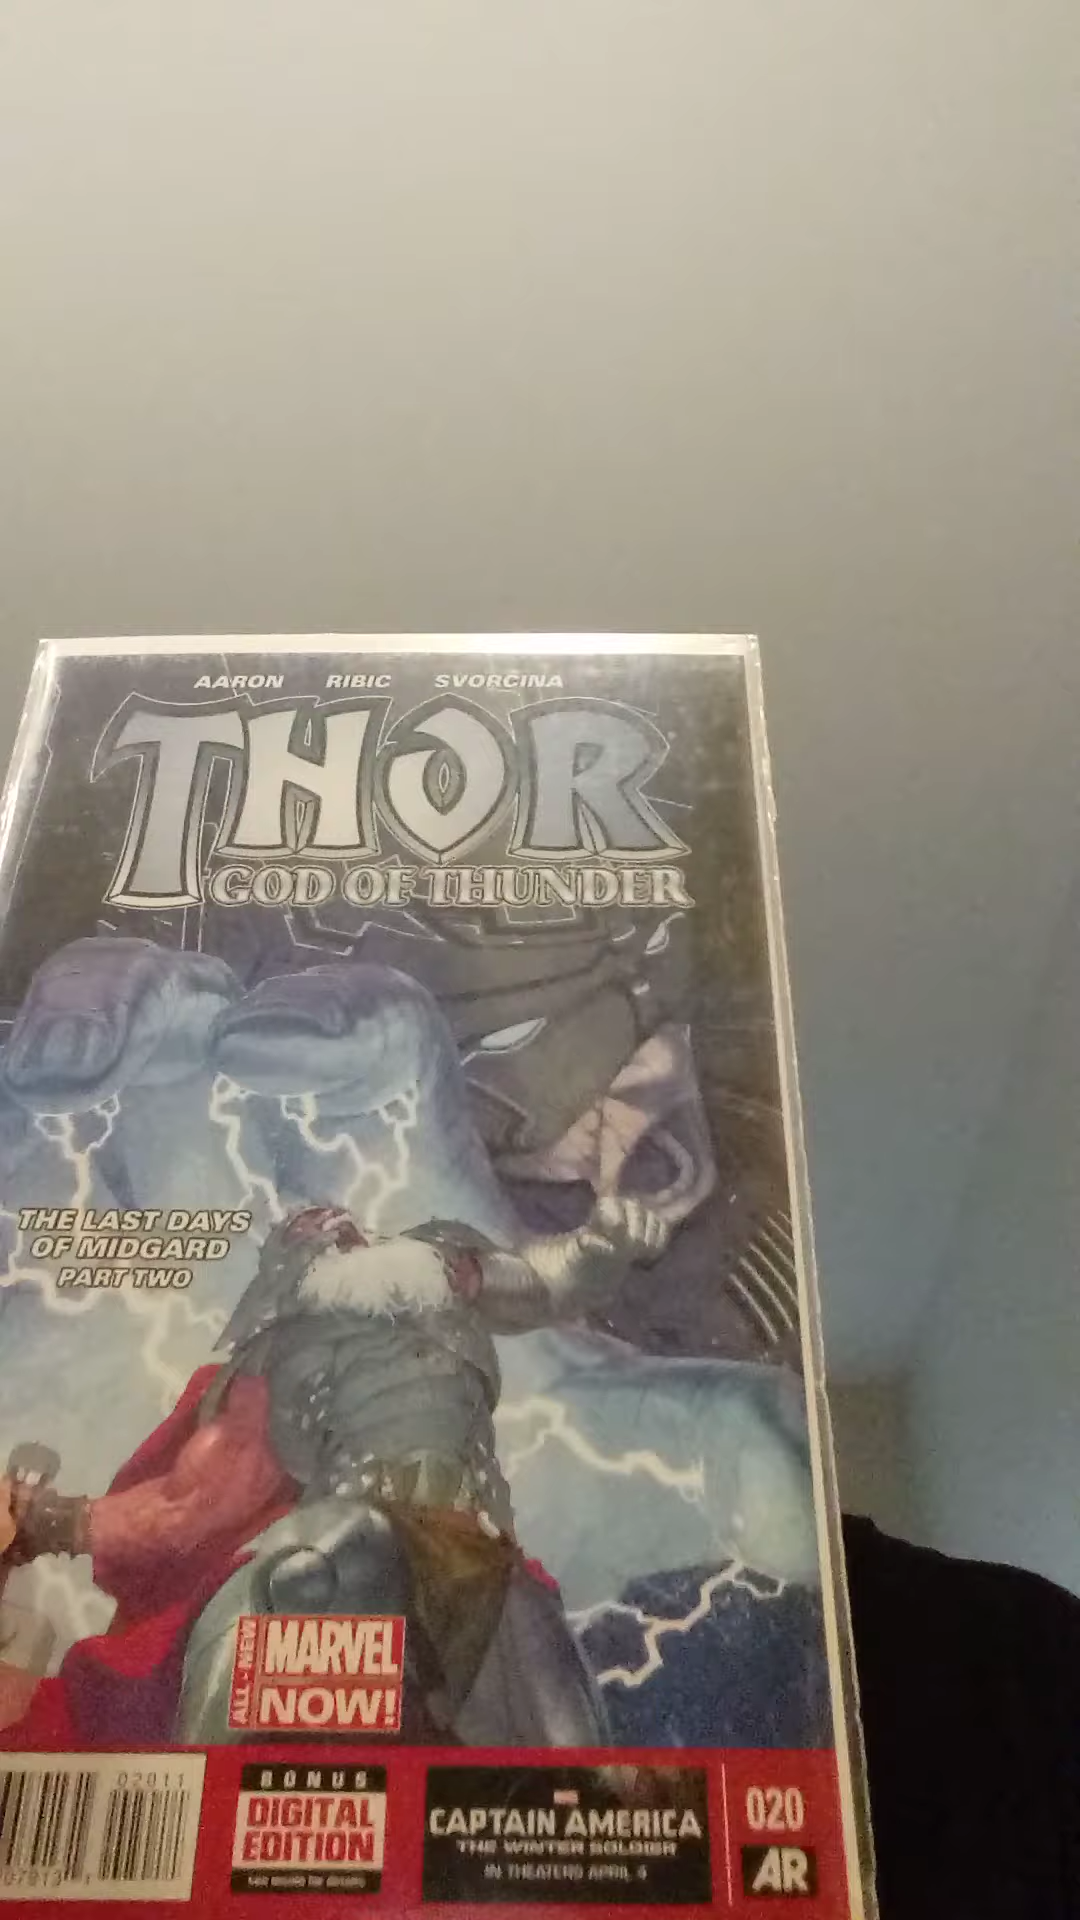 AARON RIBIC SVORCINA
THOR
GOD OF THUNDER
THE LAST DAYS
OF MIDGARD
PART TWO
ALL-NEW
MARVEL
NOW!
02011
BONUS
DIGITAL
EDITION
CAPTAIN AMERICA
THE WINTER SOLDIER
IN THEATERS APRIL 4
020
AR